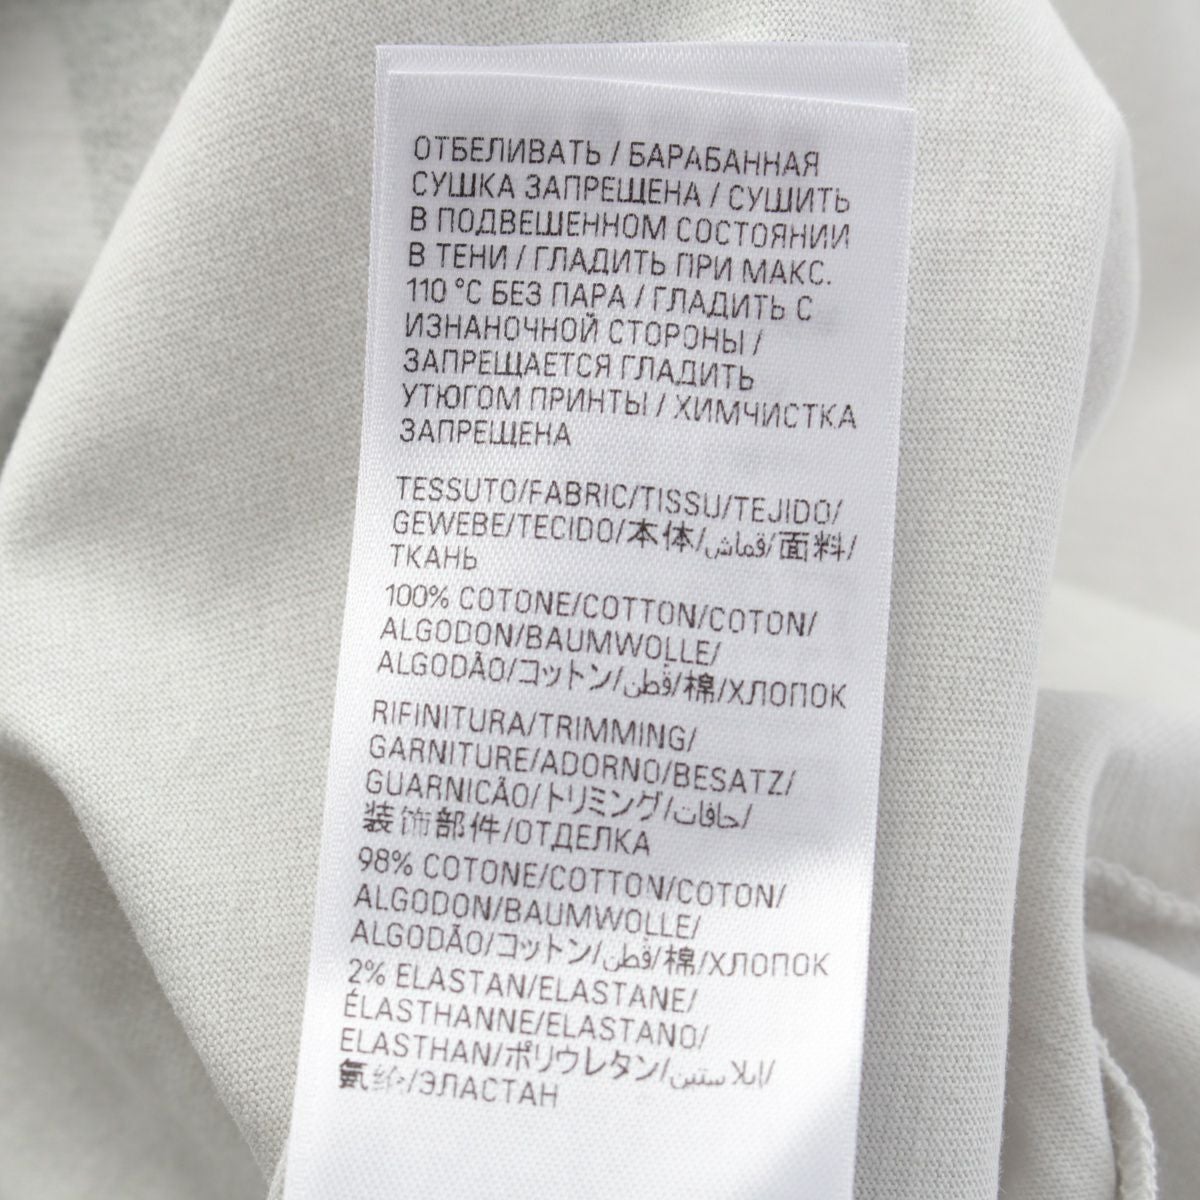 ОТБЕЛИВАТЬ / БАРАБАННАЯ
СУШКА ЗАПРЕЩЕНА / СУШИТЬ
В ПОДВЕШЕННОМ СОСТОЯНИИ
В ТЕНИ / ГЛАДИТЬ ПРИ МАКС.
110 °C БЕЗ ПАРА / ГЛАДИТЬ С
ИЗНАНОЧНОЙ СТОРОНЫ /
ЗАПРЕЩАЕТСЯ ГЛАДИТЬ
УТЮГОМ ПРИНТЫ / ХИМЧИСТКА
ЗАПРЕЩЕНА
TESSUTO/FABRIC/TISSU/TEJIDO/
GEWEBE/TECIDO/本体/قماش/面料/
ТКАНЬ
100% COTONE/COTTON/COTON/
ALGODON/BAUMWOLLE/
ALGODÃO/コットン/قطن/棉/ХЛОПОК
RIFINITURA/TRIMMING/
GARNITURE/ADORNO/BESATZ/
GUARNICÃO/トリミング/حافات/
装饰部件/ОТДЕЛКА
98% COTONE/COTTON/COTON/
ALGODON/BAUMWOLLE/
ALGODÃO/コットン/قطن/棉/ХЛОПОК
2% ELASTAN/ELASTANE/
ÉLASTHANNE/ELASTANO/
ELASTHAN/ポリウレタン/إيلاستين/
氨纶/ЭЛАСТАН